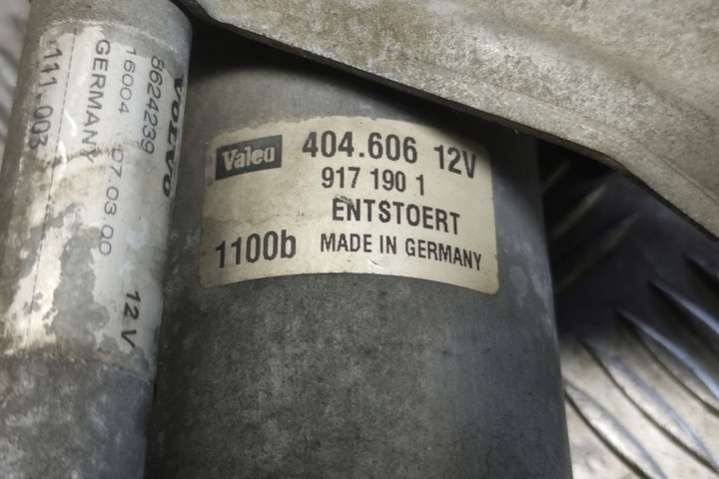 VOLVO
8624239
16004 07.03.00
GERMANY
12 V
111.003
Valeo 404.606 12V
917 190 1
ENTSTOERT
1100b MADE IN GERMANY